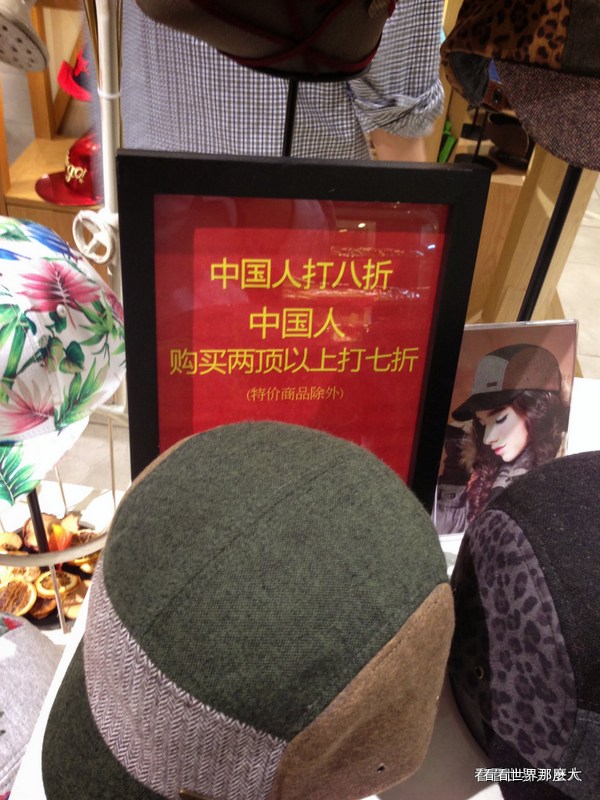 中国人打八折
中国人
购买两顶以上打七折
(特价商品除外)
看看世界那麼大